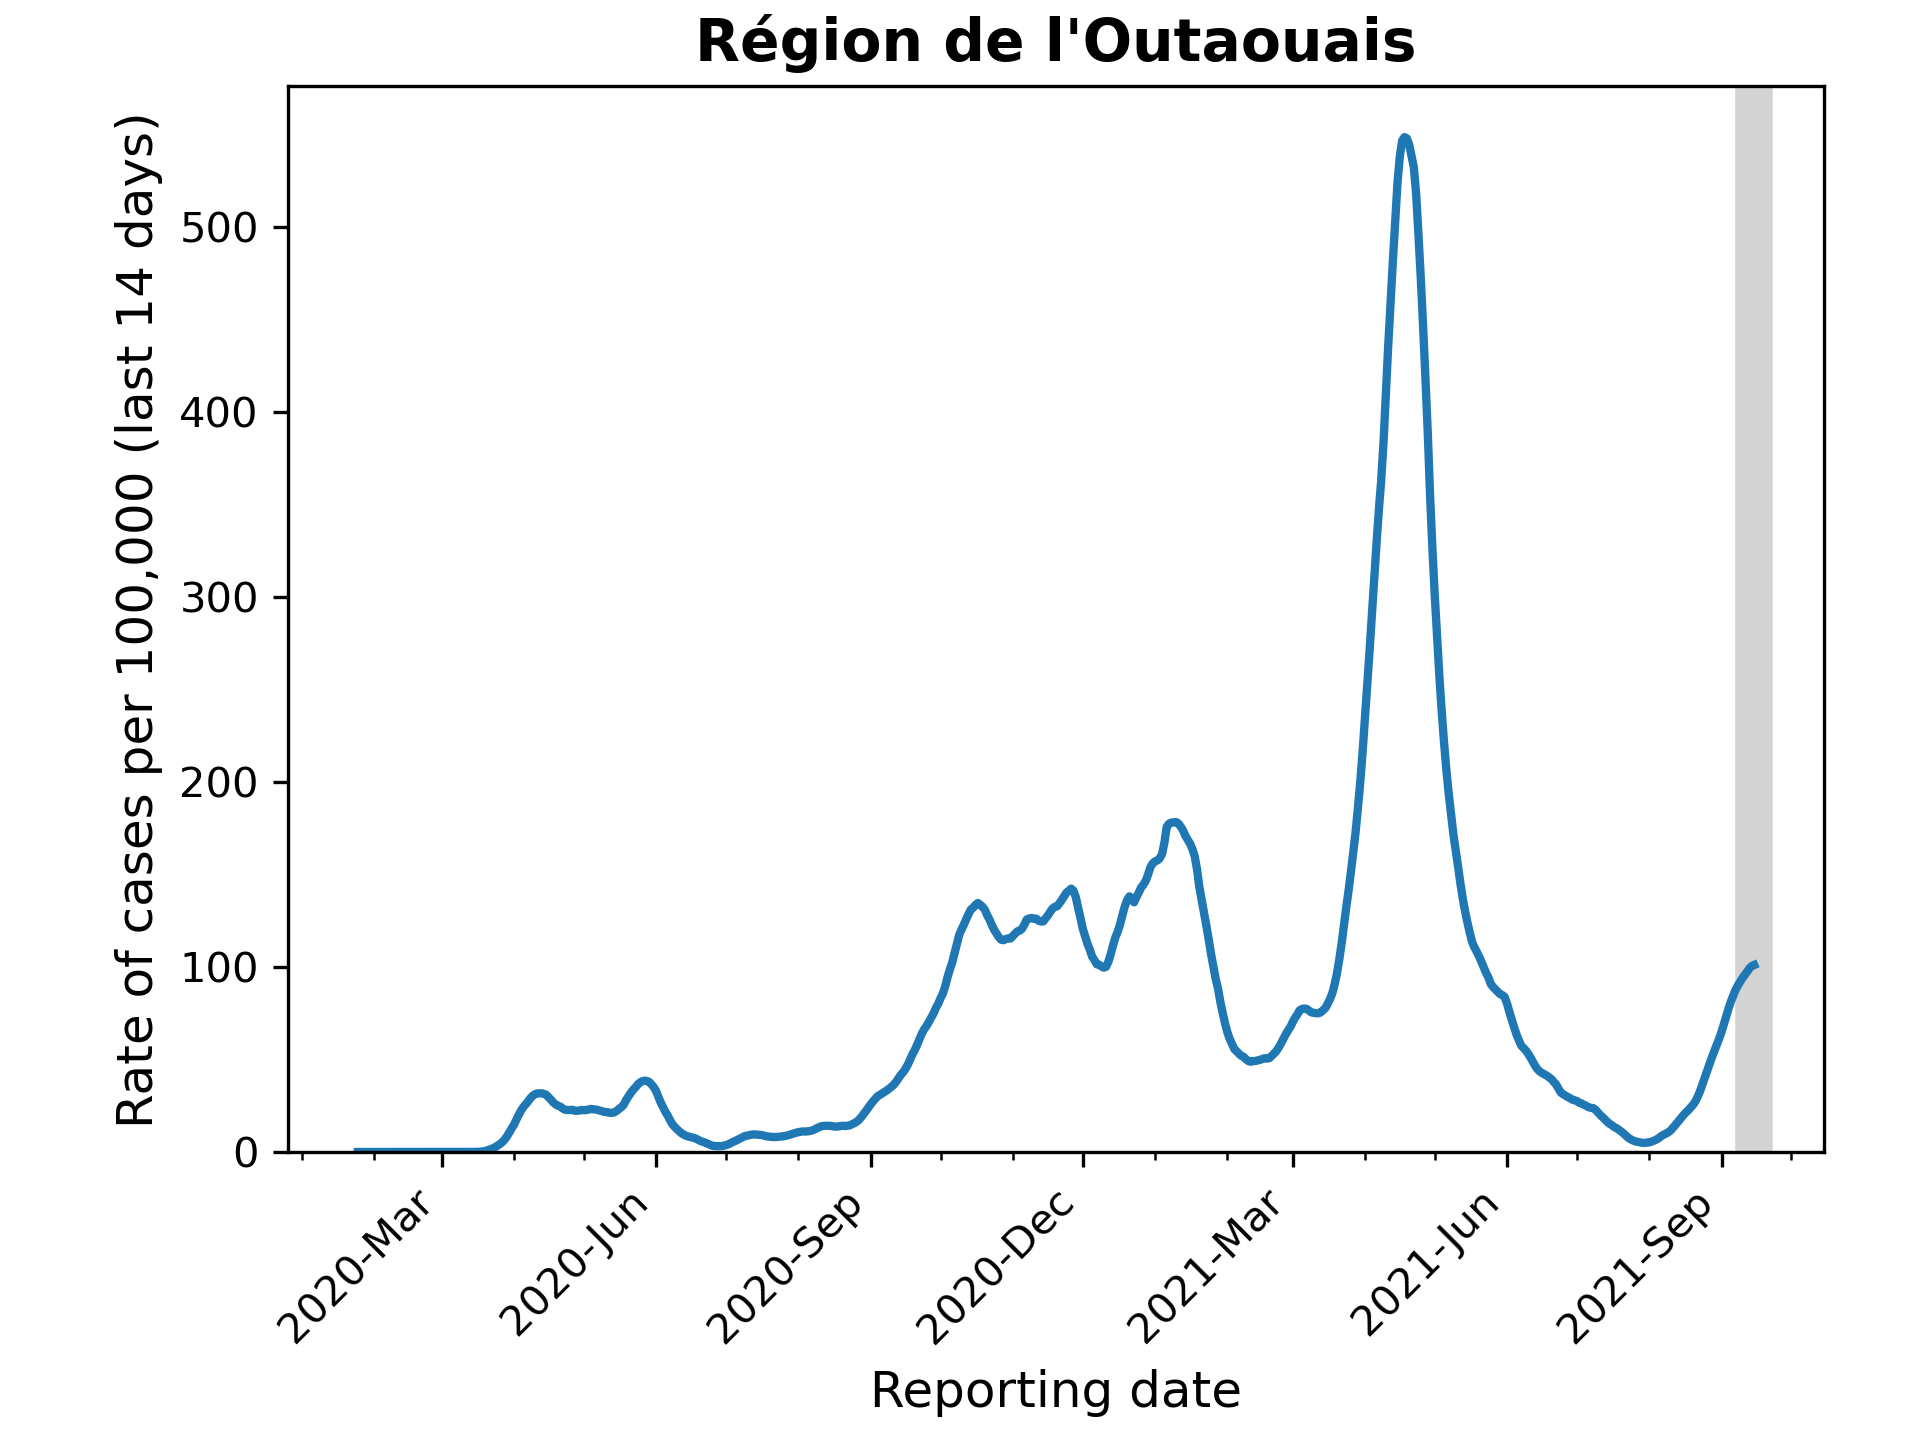 Région de l'Outaouais
Rate of cases per 100,000 (last 14 days)
500
400
300
200
100
0
2020-Mar
2020-Jun
2020-Sep
2020-Dec
2021-Mar
2021-Jun
2021-Sep
Reporting date